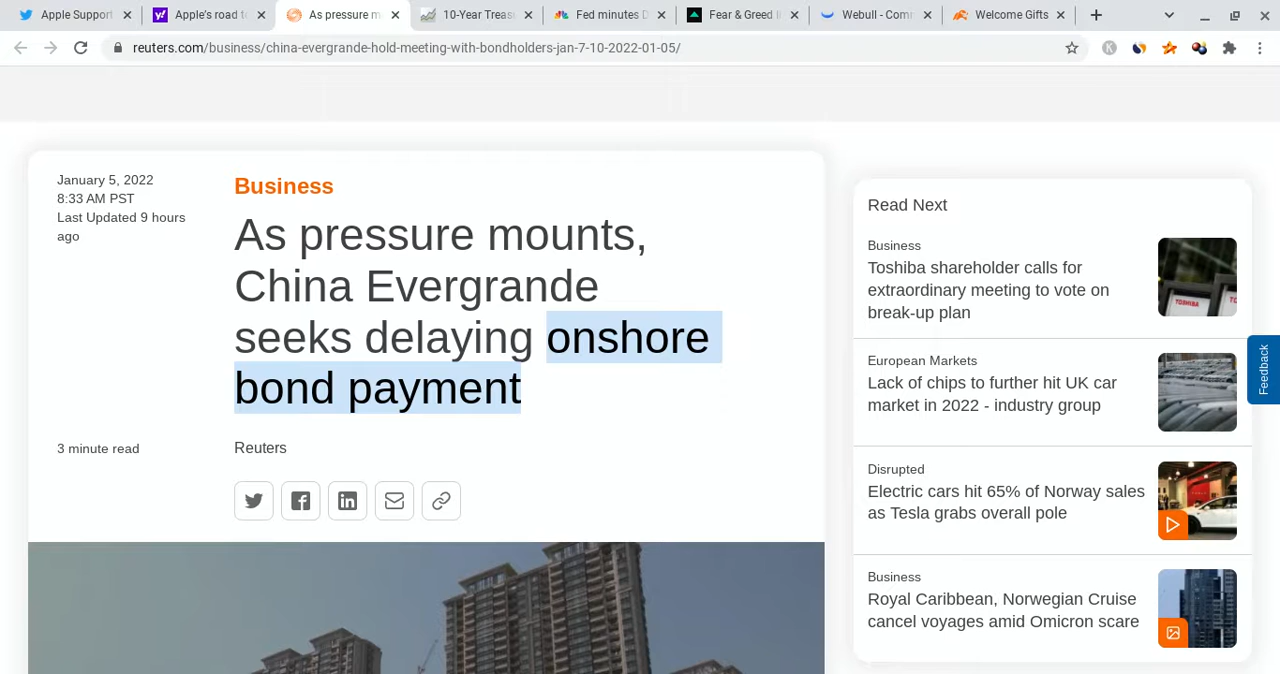 Apple Support
Apple's road t
As pressure m
10-Year Treas
Fed minutes D
Fear & Greed I
Webull - Com
Welcome Gifts
reuters.com/business/china-evergrande-hold-meeting-with-bondholders-jan-7-10-2022-01-05/
January 5, 2022
8:33 AM PST
Last Updated 9 hours
ago
Business
As pressure mounts,
China Evergrande
seeks delaying onshore
bond payment
3 minute read
Reuters
Read Next
Business
Toshiba shareholder calls for
extraordinary meeting to vote on
break-up plan
European Markets
Lack of chips to further hit UK car
market in 2022 - industry group
Disrupted
Electric cars hit 65% of Norway sales
as Tesla grabs overall pole
Business
Royal Caribbean, Norwegian Cruise
cancel voyages amid Omicron scare
Feedback